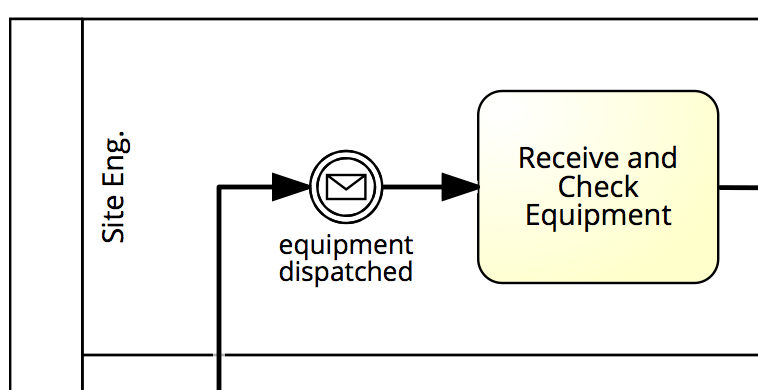 Site Eng.
equipment
dispatched
Receive and
Check
Equipment